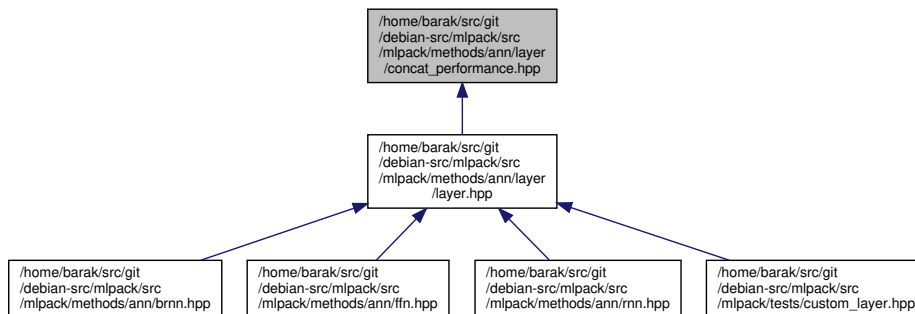 /home/barak/src/git
/debian-src/mlpack/src
/mlpack/methods/ann/layer
/concat_performance.hpp
/home/barak/src/git
/debian-src/mlpack/src
/mlpack/methods/ann/layer
/layer.hpp
/home/barak/src/git
/debian-src/mlpack/src
/mlpack/methods/ann/brnn.hpp
/home/barak/src/git
/debian-src/mlpack/src
/mlpack/methods/ann/ffn.hpp
/home/barak/src/git
/debian-src/mlpack/src
/mlpack/methods/ann/rnn.hpp
/home/barak/src/git
/debian-src/mlpack/src
/mlpack/tests/custom_layer.hpp